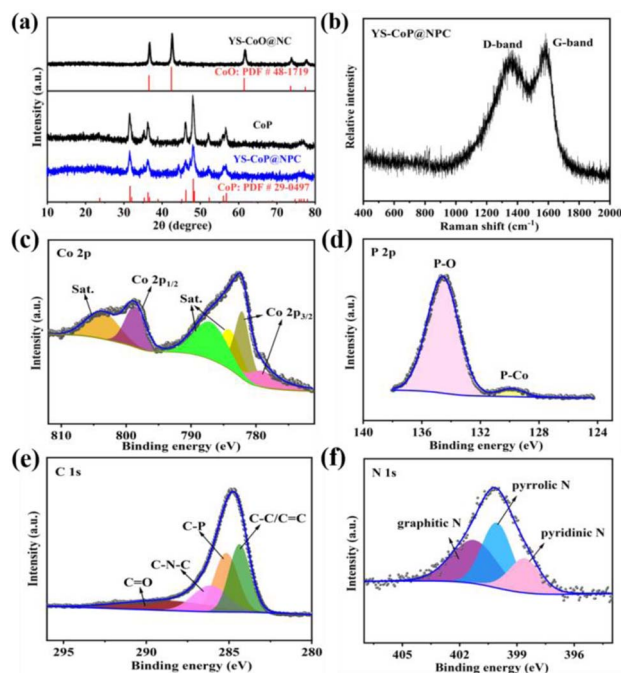 (a)
YS-CoO@NC
CoO: PDF # 48-1719
CoP
YS-CoP@NPC
CoP: PDF # 29-0497
Intensity (a.u.)
10 20 30 40 50 60 70 80
2θ (degree)
(b)
YS-CoP@NPC
D-band
G-band
Relative intensity
400 600 800 1000 1200 1400 1600 1800 2000
Raman shift (cm-1)
(c)
Co 2p
Sat.
Co 2p1/2
Sat.
Co 2p3/2
Intensity (a.u.)
810 800 790 780
Binding energy (eV)
(d)
P 2p
P-O
P-Co
Intensity (a.u.)
140 136 132 128 124
Binding energy (eV)
(e)
C 1s
C-C/C=C
C-P
C-N-C
C=O
Intensity (a.u.)
295 290 285 280
Binding energy (eV)
(f)
N 1s
pyrrolic N
graphitic N
pyridinic N
Intensity (a.u.)
405 402 399 396
Binding energy (eV)